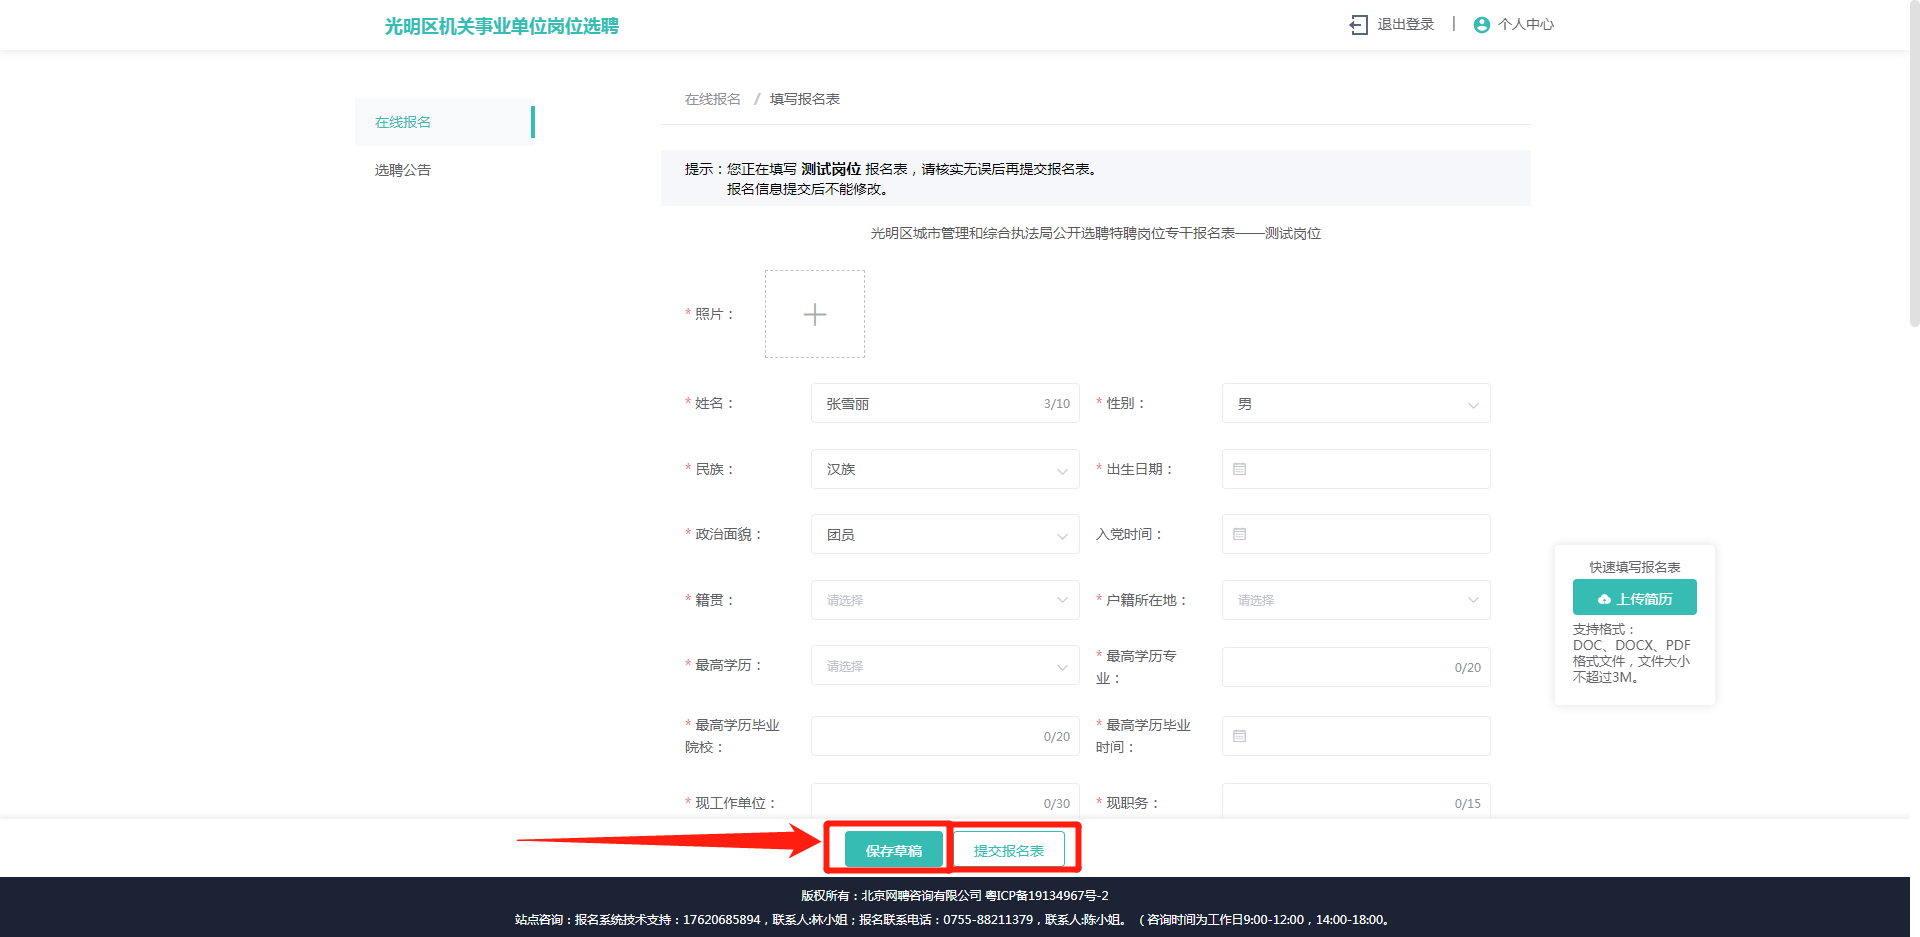 光明区机关事业单位岗位选聘
退出登录 | 个人中心
在线报名
选聘公告
在线报名 / 填写报名表
提示：您正在填写 测试岗位 报名表，请核实无误后再提交报名表。
报名信息提交后不能修改。
光明区城市管理和综合执法局公开选聘特聘岗位专干报名表——测试岗位
* 照片：
* 姓名： 张雪丽 3/10 * 性别： 男
* 民族： 汉族 * 出生日期：
* 政治面貌： 团员 入党时间：
* 籍贯： 请选择 * 户籍所在地： 请选择
* 最高学历： 请选择 * 最高学历专
业： 0/20
* 最高学历毕业
院校： 0/20
* 最高学历毕业
时间：
* 现工作单位： 0/30 * 现职务： 0/15
快速填写报名表
上传简历
支持格式：
DOC、DOCX、PDF
格式文件，文件大小
不超过3M。
保存草稿 提交报名表
版权所有：北京网聘咨询有限公司 粤ICP备19134967号-2
站点咨询：报名系统技术支持：17620685894，联系人:林小姐；报名联系电话：0755-88211379，联系人:陈小姐。（咨询时间为工作日9:00-12:00，14:00-18:00。